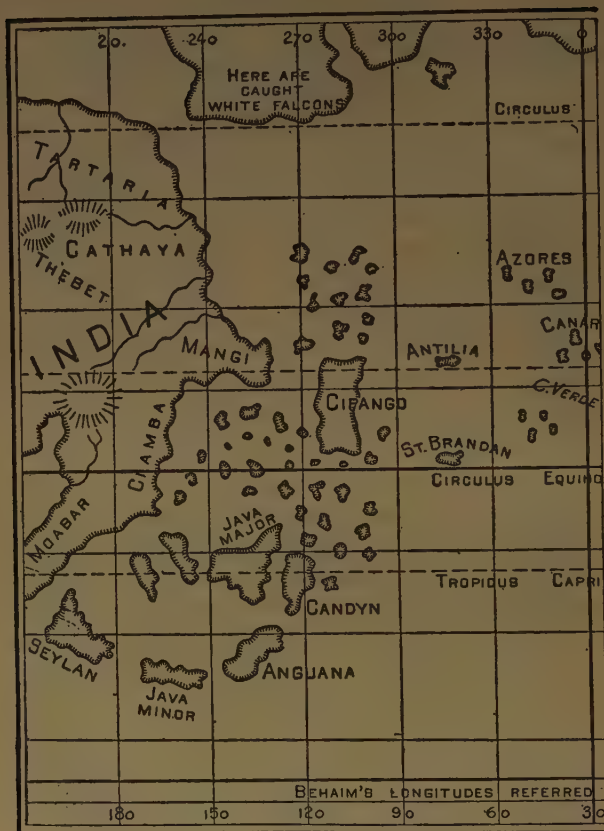 20. 240 270 300 330 0
HERE ARE
CAUGHT
WHITE FALCONS
CIRCULUS
TARTARIA
CATHAYA
THEBET
AZORES
INDIA
CANAR
MANGI
ANTILIA
CIPANGO
C. VERDE
CIAMBA
ST. BRANDAN
CIRCULUS EQUINO
MOABAR
JAVA
MAJOR
TROPICUS CAPRI
CANDYN
SEYLAN
ANGUANA
JAVA
MINOR
BEHAIM'S LONGITUDES REFERRED
180 150 120 90 60 30